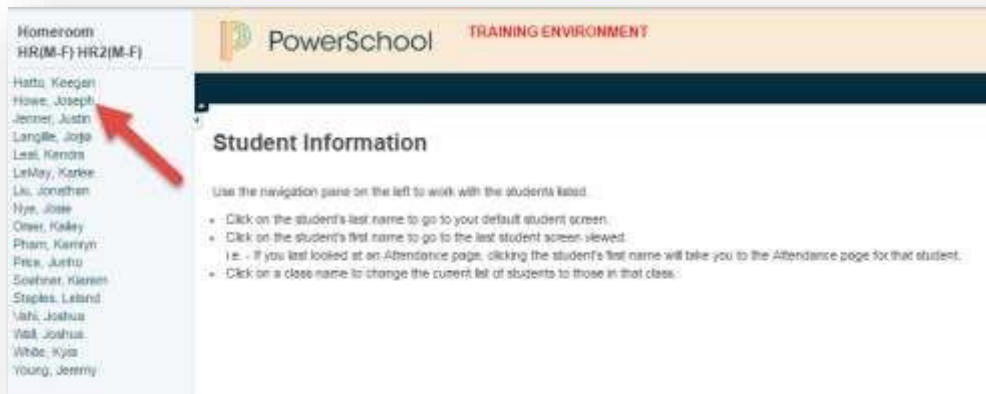 Homeroom
HR(M-F) HR2(M-F)
Hatto, Keegan
Howe, Joseph
Jenner, Justin
Langille, Jorja
Leal, Kendra
LeMay, Karlee
Liu, Jonathan
Nye, Josie
Omer, Kailey
Pham, Kamryn
Price,
Soehner,
Staples, Leland
Joshua
Wall, Joshua
White, Kyra
Young, Jeremy
PowerSchool
TRAINING ENVIRONMENT
Student Information
Use the navigation pane on the left to work with the students listed.
Click on the student's last name to go to your default student screen.
Click on the student's first name to go to the last student screen viewed.
i.e. - If you last looked at an Attendance page, clicking the student's first name will take you to the Attendance page for that student.
Click on a class name to change the current list of students to those in that class.